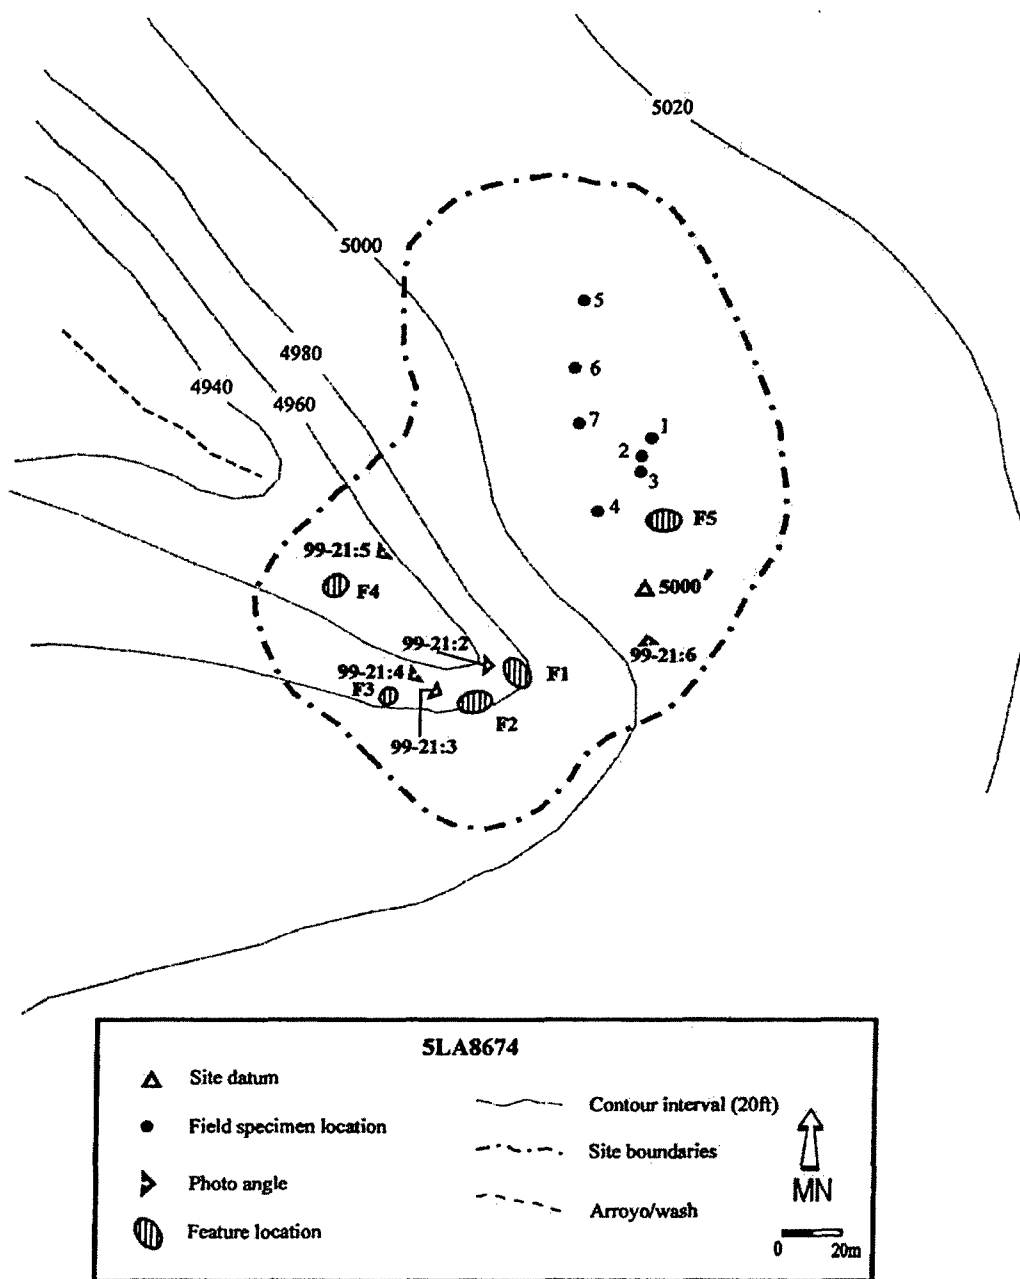 5020
5000
5
4980
6
4940
4960
7
1
2
3
4
F5
99-21:5
F4
5000'
99-21:2
99-21:6
99-21:4
F1
F3
F2
99-21:3
5LA8674
Site datum
Field specimen location
Photo angle
Feature location
Contour interval (20ft)
Site boundaries
Arroyo/wash
MN
0 20m